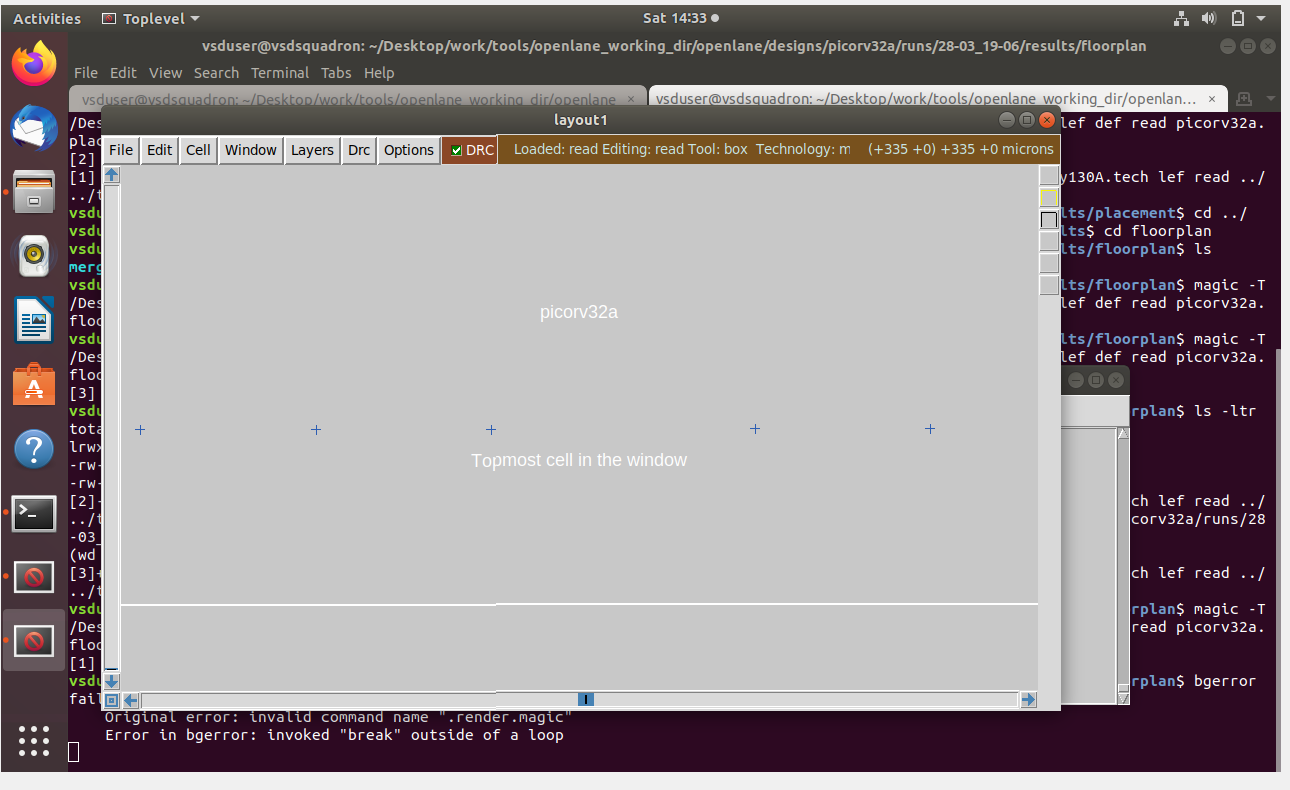 Activities Toplevel Sat 14:33
vsduser@vsdsquadron: ~/Desktop/work/tools/openlane_working_dir/openlane/designs/picorv32a/runs/28-03_19-06/results/floorplan
File Edit View Search Terminal Tabs Help
vsduser@vsdsquadron: ~/Desktop/work/tools/openlane_working_dir/openlane × vsduser@vsdsquadron: ~/Desktop/work/tools/openlane_working_dir/openlan... ×
/Des layout1 lef def read picorv32a.
plac File Edit Cell Window Layers Drc Options DRC Loaded: read Editing: read Tool: box Technology: m (+335 +0) +335 +0 microns
[2]
[1] y130A.tech lef read ../
../t
vsdu lts/placement$ cd ../
vsdu lts$ cd floorplan
vsdu lts/floorplan$ ls
merg
vsdu lts/floorplan$ magic -T
/Des lef def read picorv32a.
floo picorv32a
vsdu lts/floorplan$ magic -T
/Des lef def read picorv32a.
floo
[3]
vsdu rplan$ ls -ltr
tota
lrwx
-rw- Topmost cell in the window
-rw-
[2]- ch lef read ../
../t corv32a/runs/28
-03_
(wd
[3]+ ch lef read ../
../t
vsdu rplan$ magic -T
/Des read picorv32a.
floo
[1]
vsdu rplan$ bgerror
fail
Original error: invalid command name ".render.magic"
Error in bgerror: invoked "break" outside of a loop